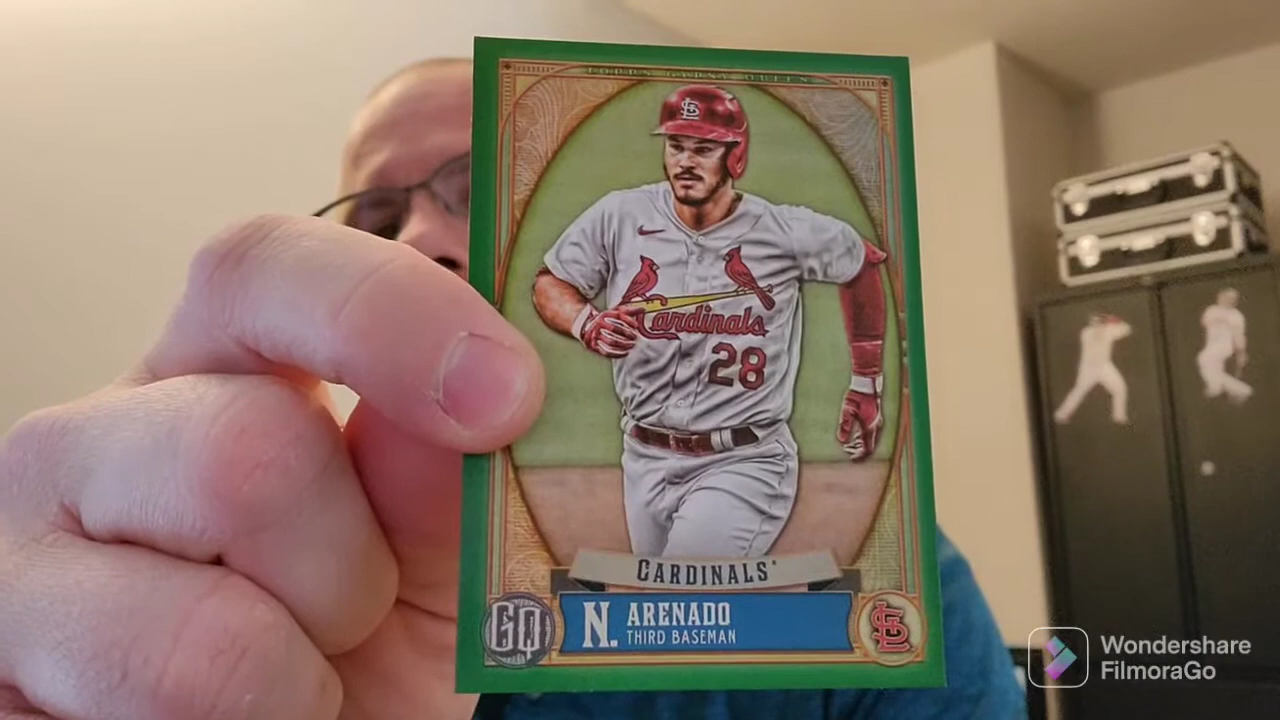 TOPPS GYPSY QUEEN
Cardinals
28
CARDINALS
GQ
N. ARENADO
THIRD BASEMAN
Wondershare
FilmoraGo